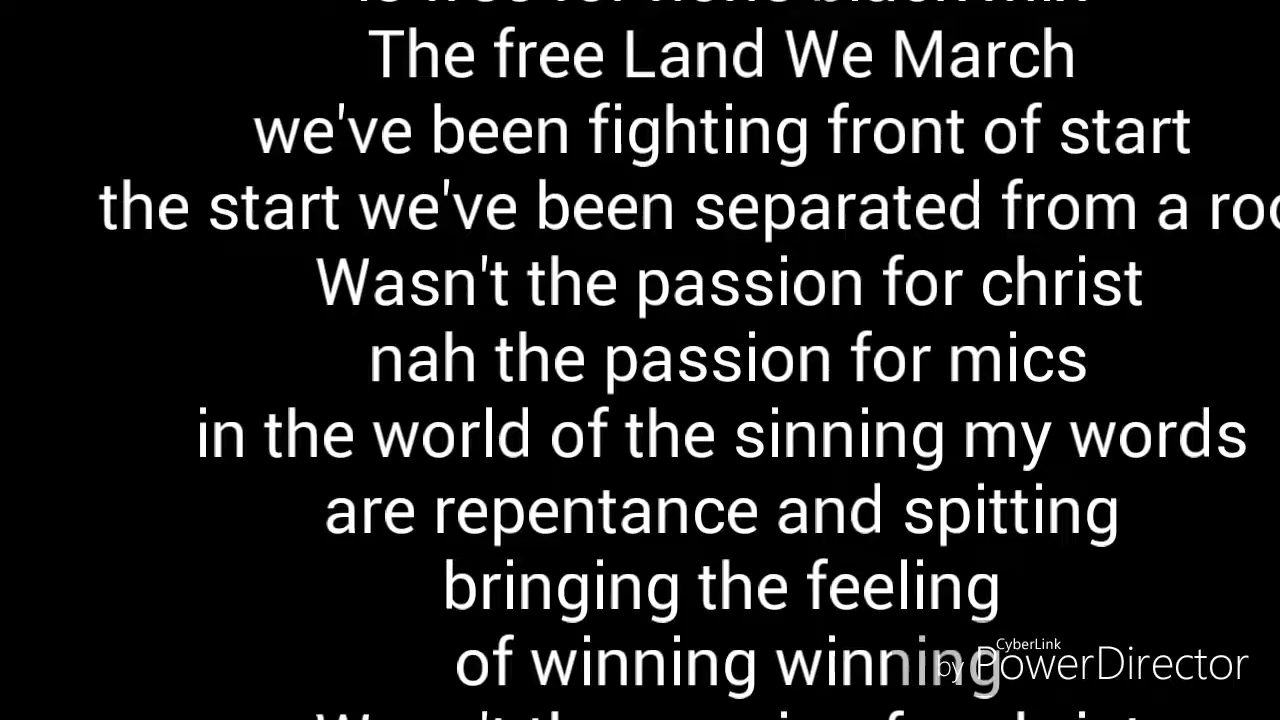 The free Land We March
we've been fighting front of start
the start we've been separated from a
Wasn't the passion for christ
nah the passion for mics
in the world of the sinning my words
are repentance and spitting
bringing the feeling
of winning winning
CyberLink
by PowerDirector